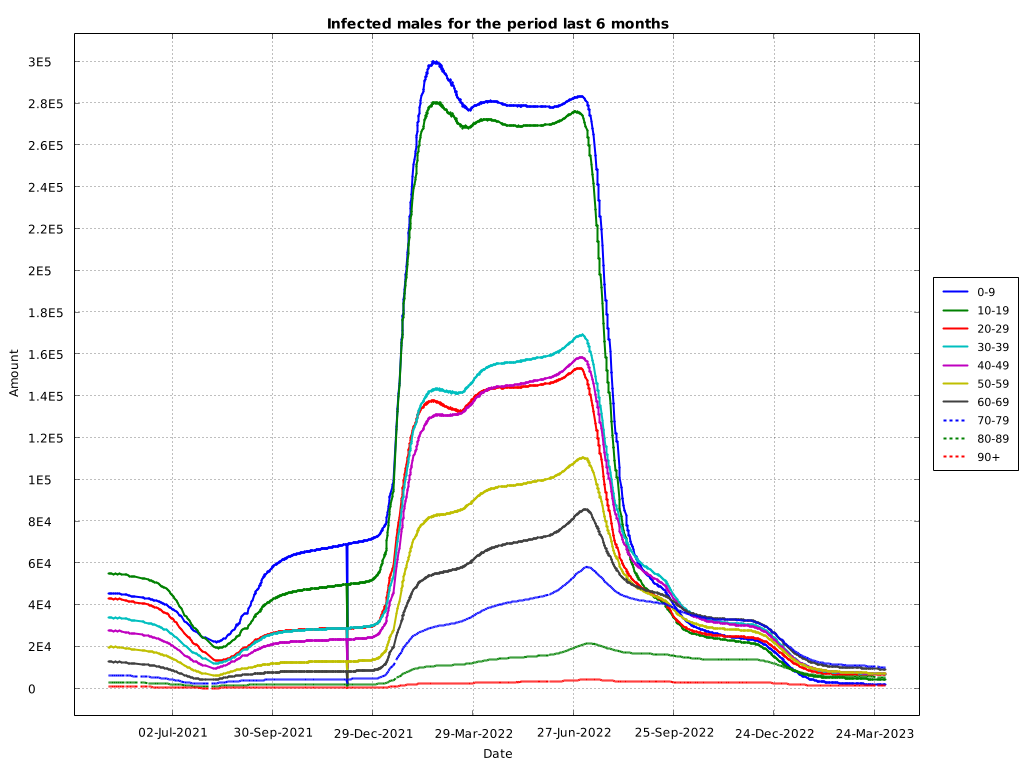 Infected males for the period last 6 months
3E5
2.8E5
2.6E5
2.4E5
2.2E5
2E5
1.8E5
1.6E5
1.4E5
1.2E5
1E5
8E4
6E4
4E4
2E4
0
Amount
02-Jul-2021 30-Sep-2021 29-Dec-2021 29-Mar-2022 27-Jun-2022 25-Sep-2022 24-Dec-2022 24-Mar-2023
Date
0-9
10-19
20-29
30-39
40-49
50-59
60-69
70-79
80-89
90+